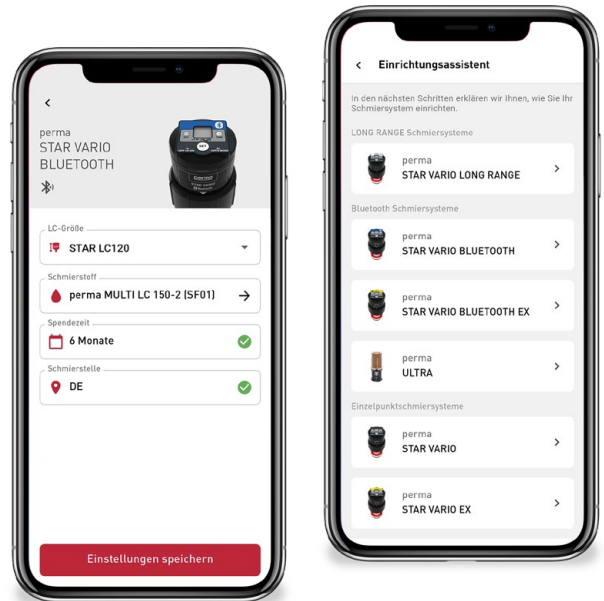 perma
STAR VARIO
BLUETOOTH
SET
LC-Größe
STAR LC120
Schmierstoff
perma MULTI LC 150-2 (SF01)
Spendezeit
6 Monate
Schmierstelle
DE
Einstellungen speichern
Einrichtungsassistent
In den nächsten Schritten erklären wir Ihnen, wie Sie Ihr
Schmiersystem einrichten.
LONG RANGE Schmiersysteme
perma
STAR VARIO LONG RANGE
Bluetooth Schmiersysteme
perma
STAR VARIO BLUETOOTH
perma
STAR VARIO BLUETOOTH EX
perma
ULTRA
Einzelpunktschmiersysteme
perma
STAR VARIO
perma
STAR VARIO EX